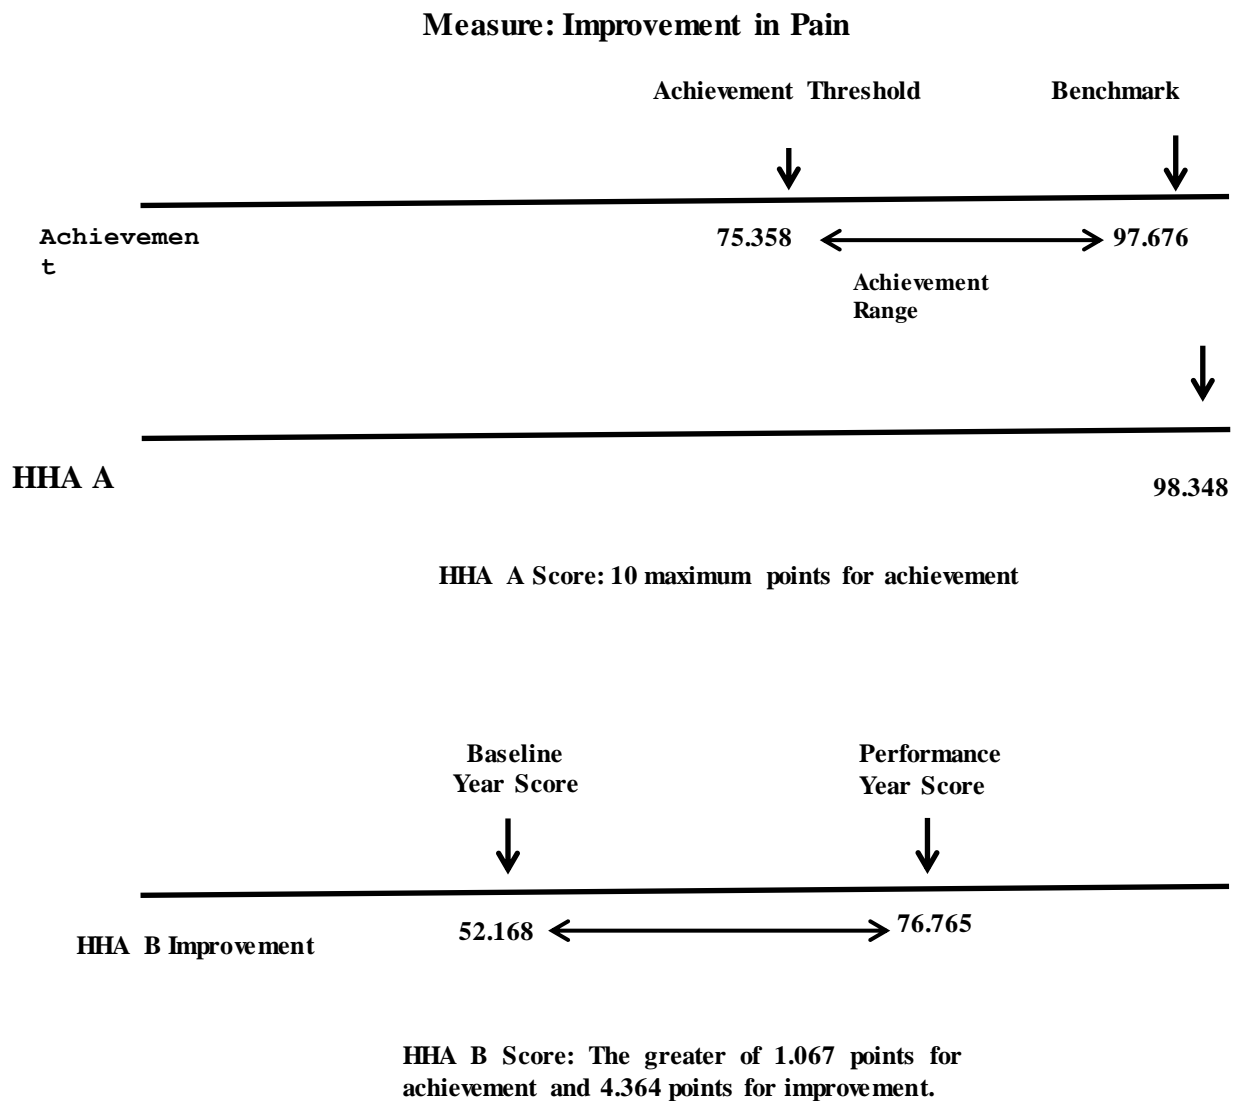 Measure: Improvement in Pain
Achievement Threshold
Benchmark
Achievemen
t
75.358
97.676
Achievement
Range
HHA A
98.348
HHA A Score: 10 maximum points for achievement
Baseline
Year Score
Performance
Year Score
HHA B Improvement
52.168
76.765
HHA B Score: The greater of 1.067 points for
achievement and 4.364 points for improvement.